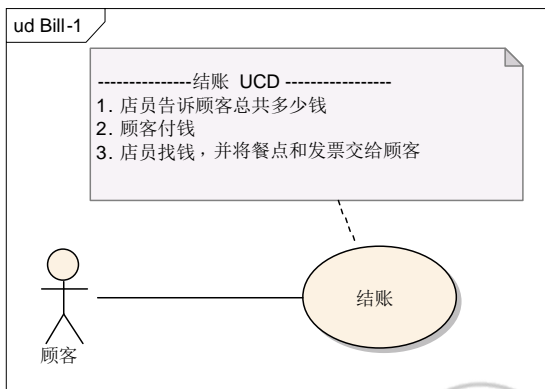 ud Bill-1
---------------结账 UCD -----------------
1. 店员告诉顾客总共多少钱
2. 顾客付钱
3. 店员找钱，并将餐点和发票交给顾客
结账
顾客